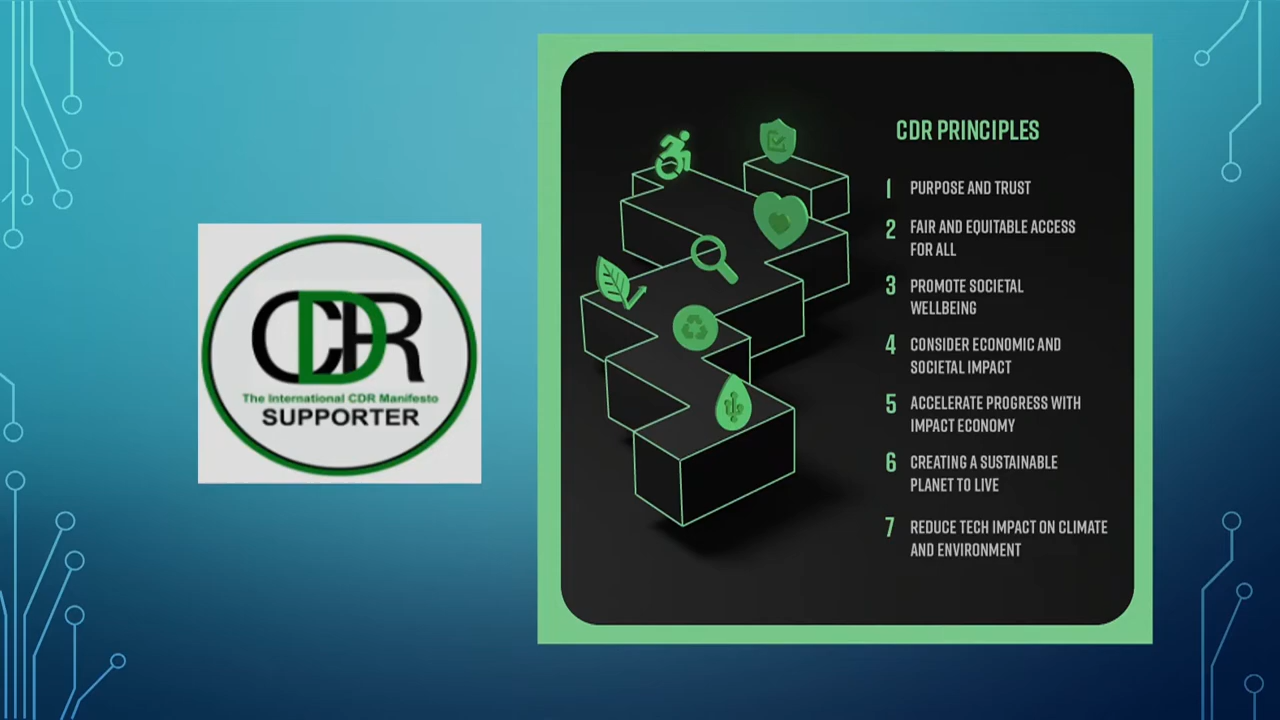 CDR
The International CDR Manifesto
SUPPORTER
CDR PRINCIPLES
1 PURPOSE AND TRUST
2 FAIR AND EQUITABLE ACCESS
FOR ALL
3 PROMOTE SOCIETAL
WELLBEING
4 CONSIDER ECONOMIC AND
SOCIETAL IMPACT
5 ACCELERATE PROGRESS WITH
IMPACT ECONOMY
6 CREATING A SUSTAINABLE
PLANET TO LIVE
7 REDUCE TECH IMPACT ON CLIMATE
AND ENVIRONMENT